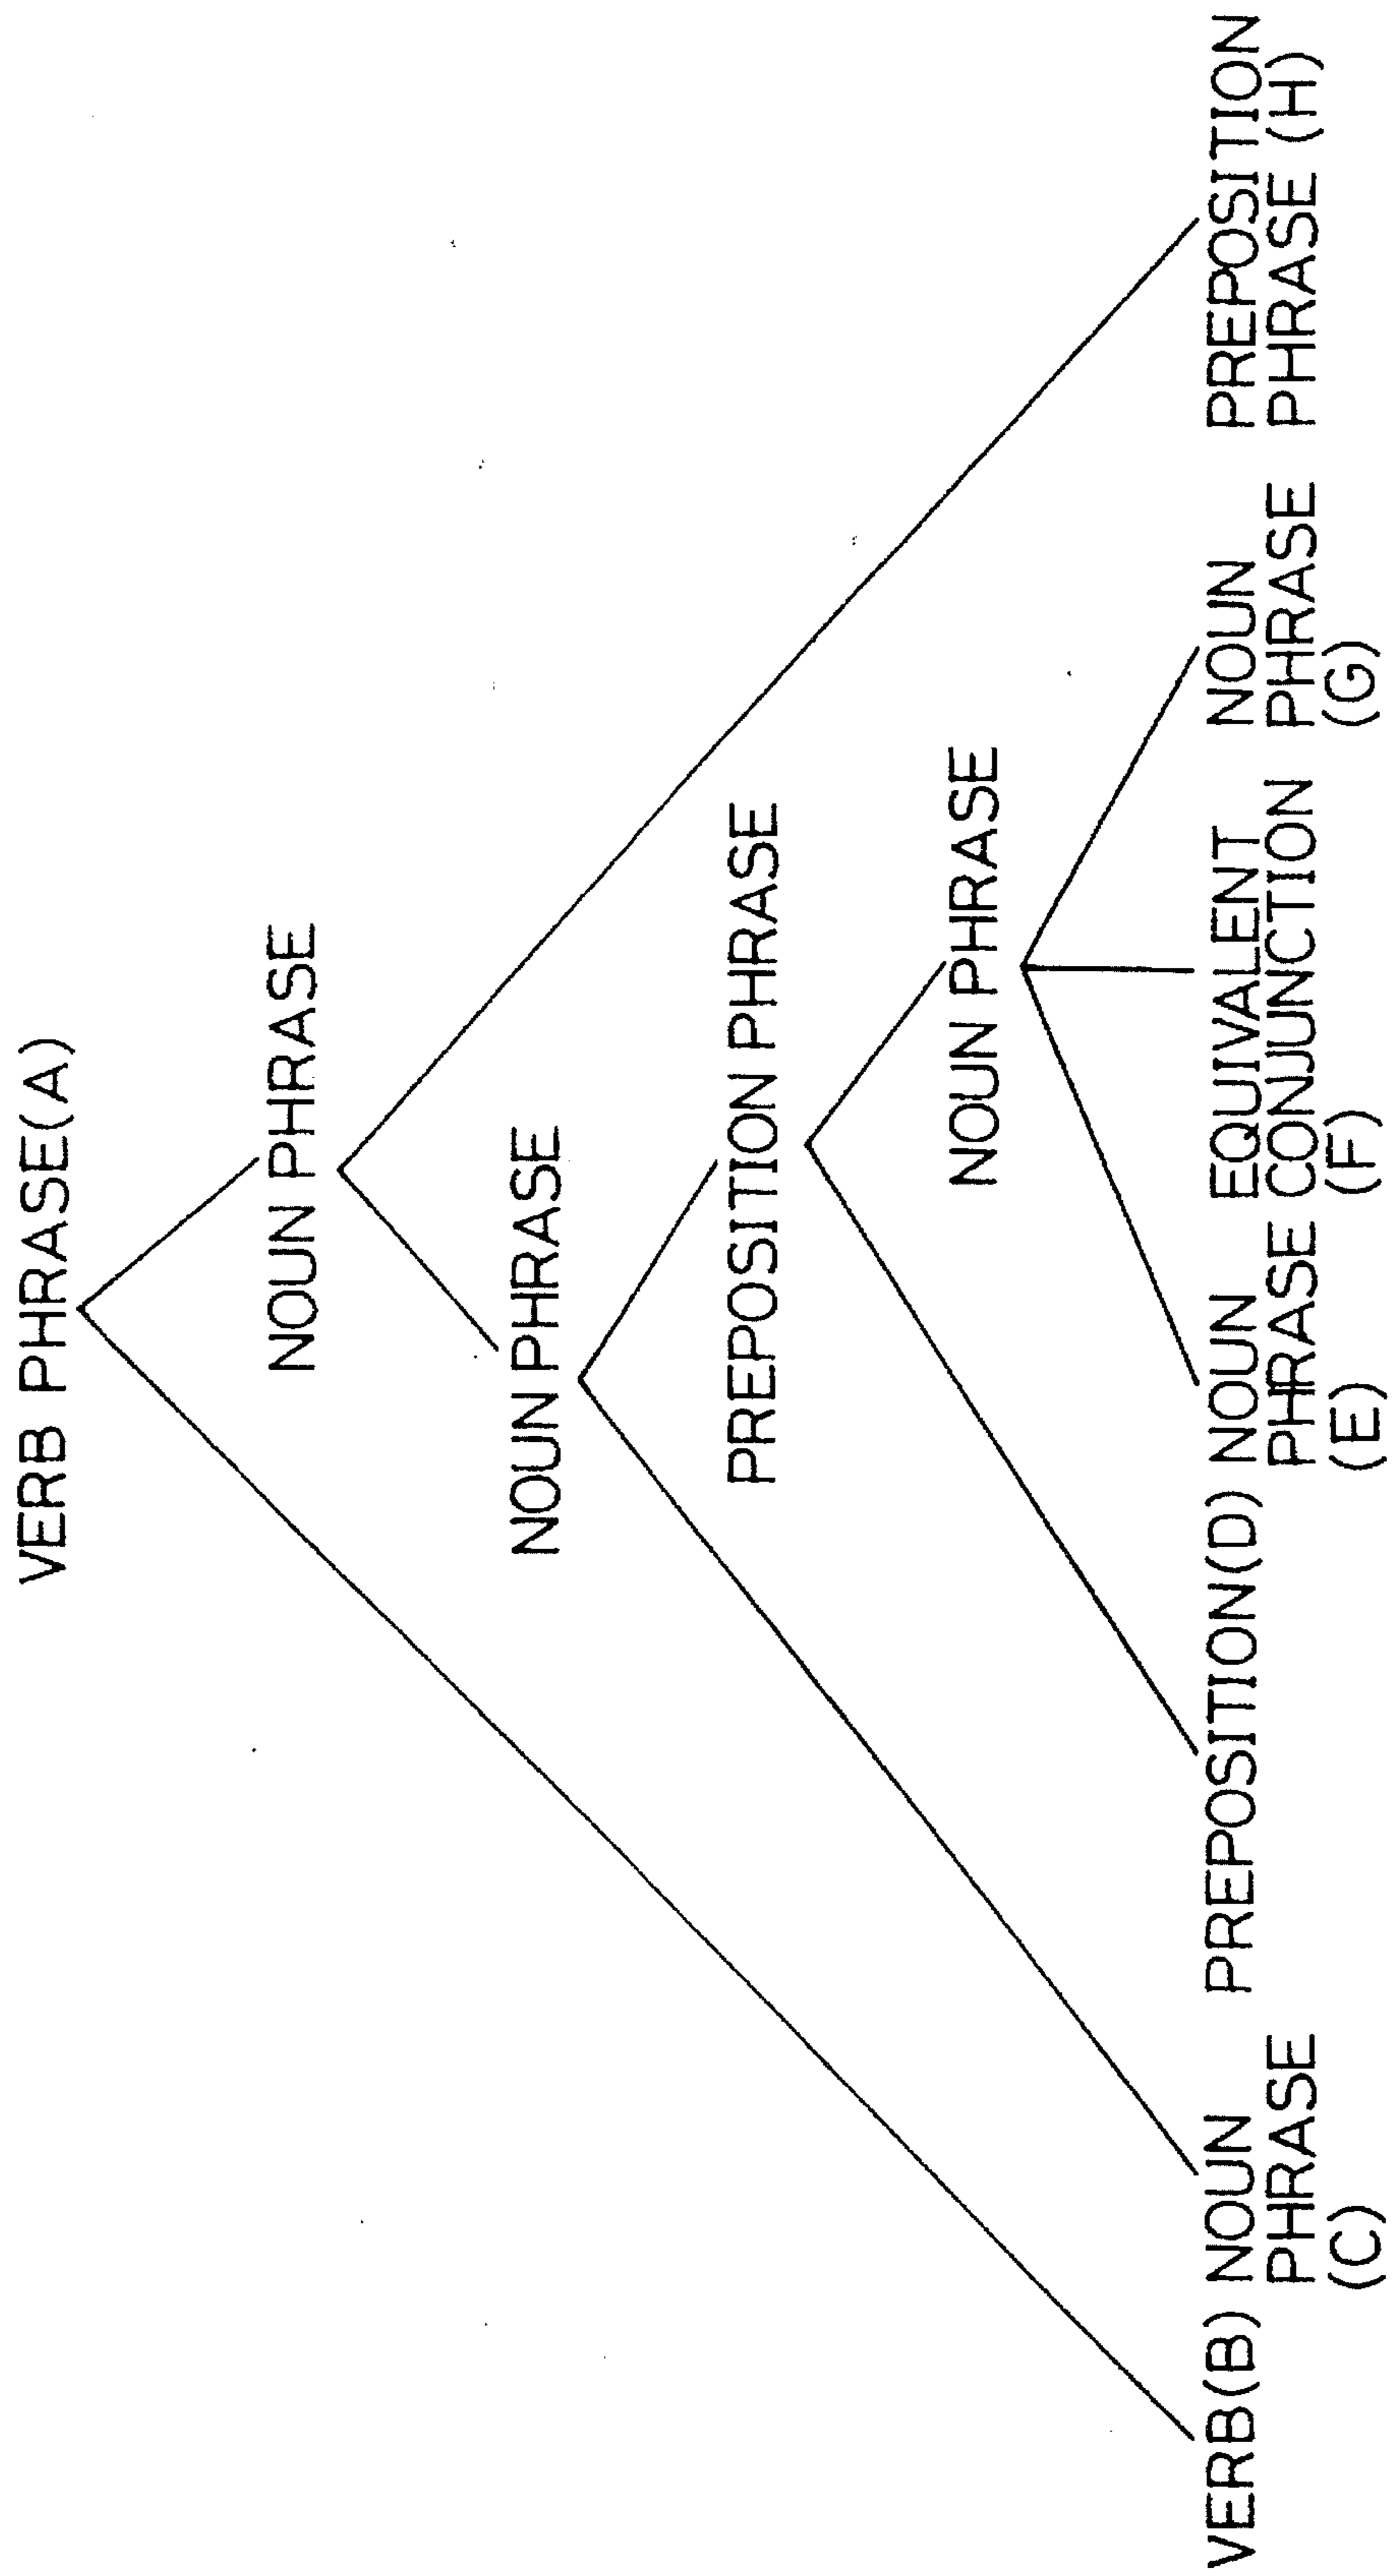 VERB PHRASE(A)
NOUN PHRASE
NOUN PHRASE
PREPOSITION PHRASE
NOUN PHRASE
VERB(B)
NOUN
PHRASE
(C)
PREPOSITION(D)
NOUN
PHRASE
(E)
EQUIVALENT
CONJUNCTION
(F)
NOUN
PHRASE
(G)
PREPOSITION
PHRASE (H)